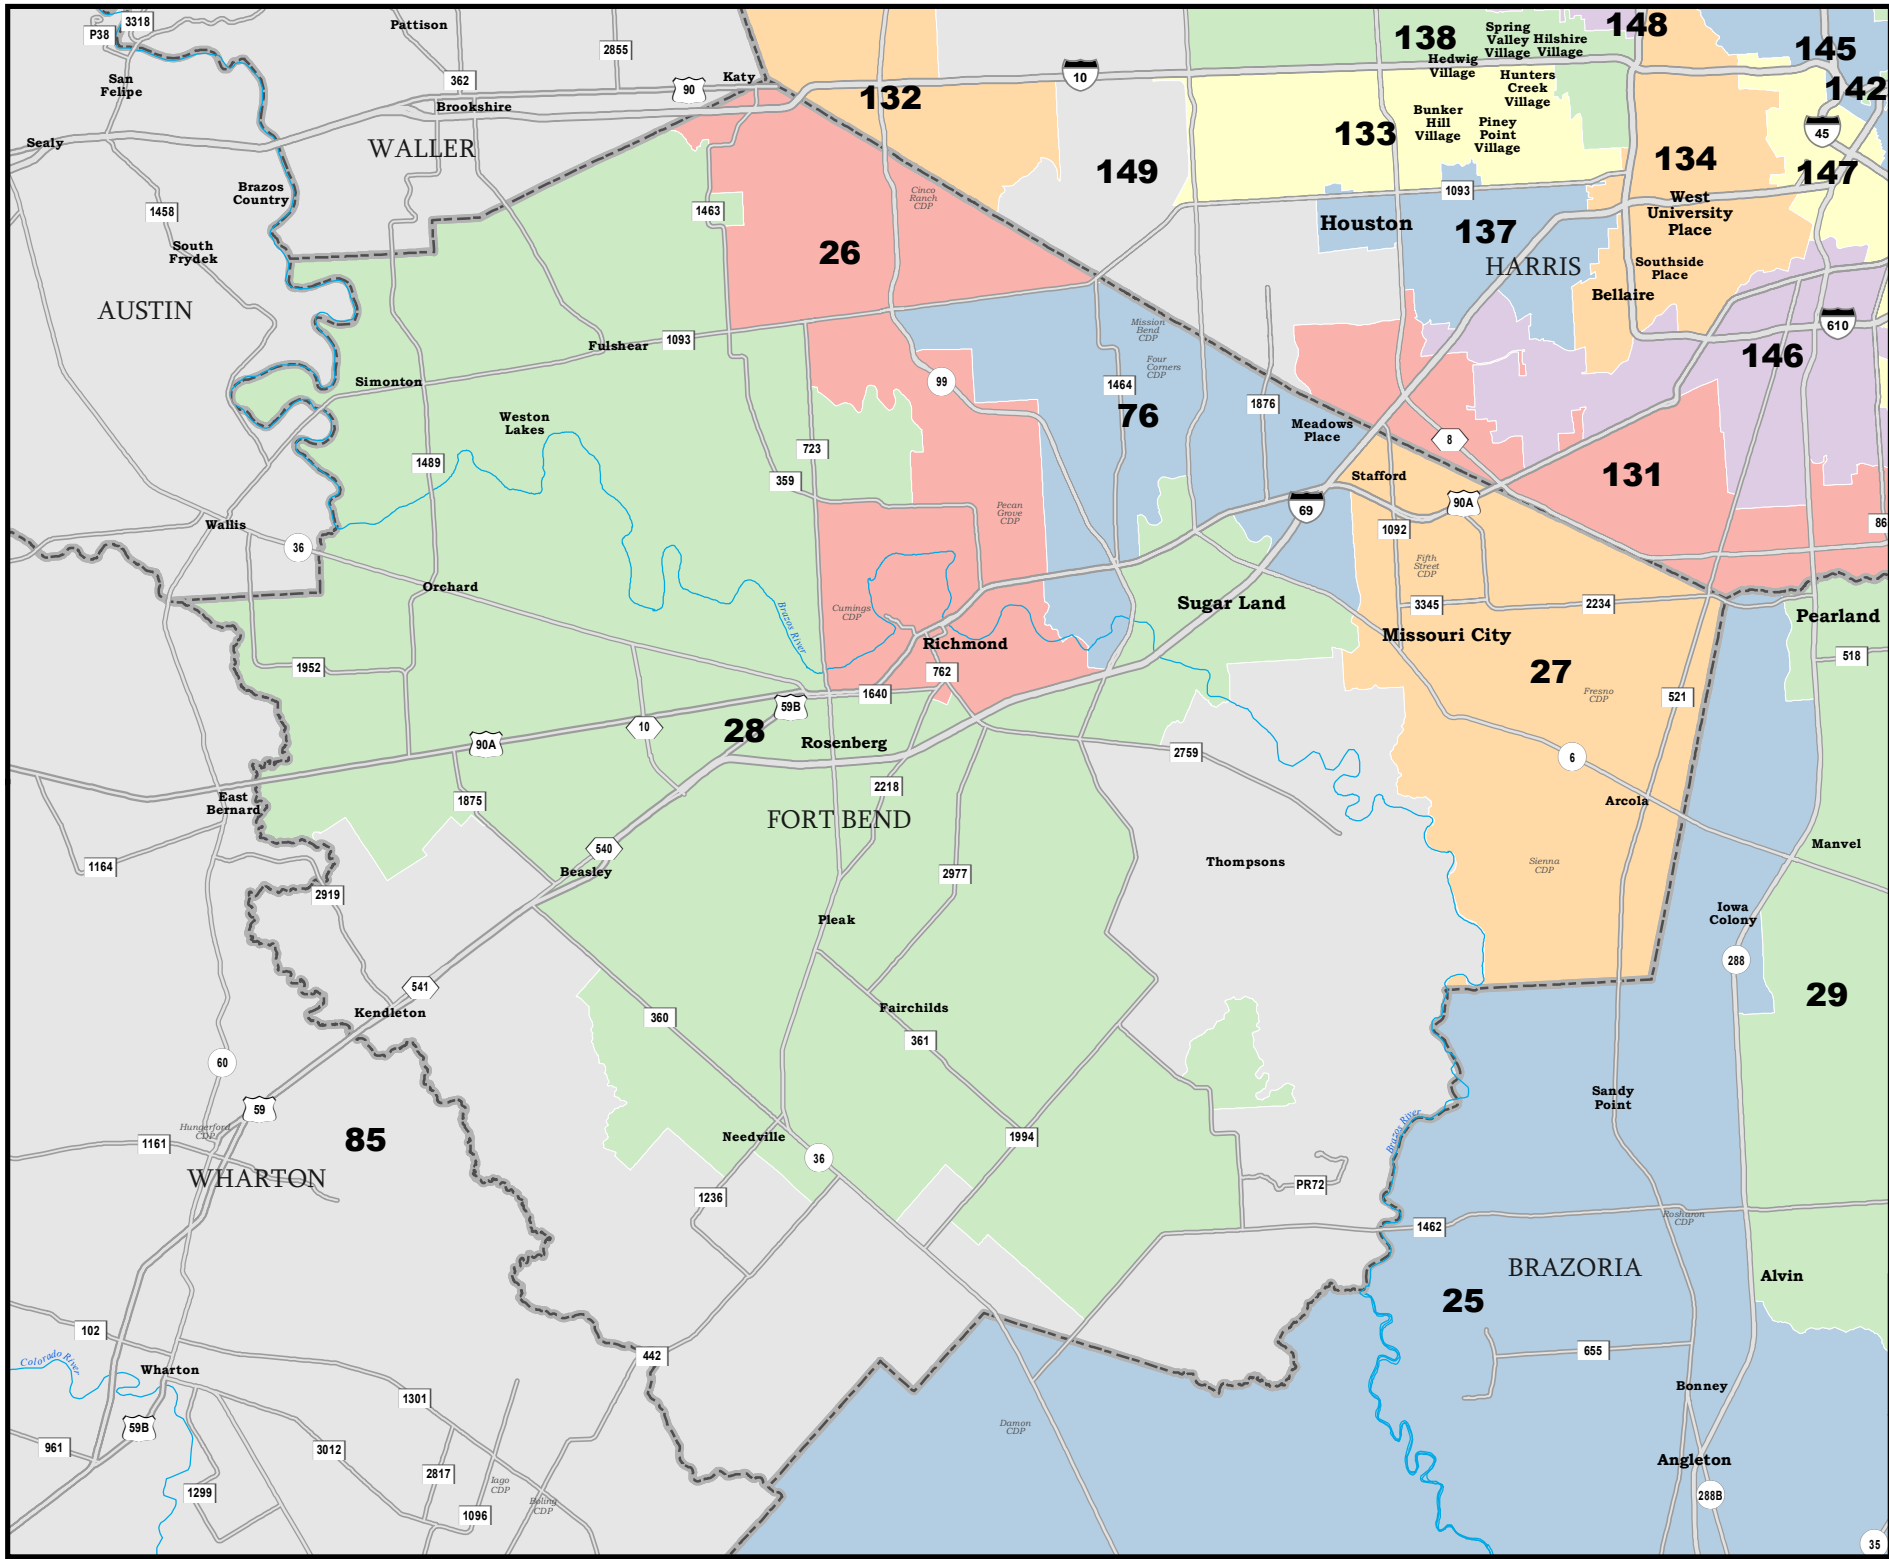 3318
P38
Pattison
2855
138
Spring
Valley
Village
Hilshire
Village
148
145
San
Felipe
362
90
Katy
10
Hedwig
Village
Hunters
Creek
Village
142
Brookshire
132
Bunker
Hill
Village
Piney
Point
Village
133
45
Sealy
WALLER
149
134
147
Brazos
Country
Cinco
Ranch
CDP
1093
1458
1463
West
University
Place
Houston
137
South
Frydek
26
HARRIS
Southside
Place
Bellaire
AUSTIN
Mission
Bend
CDP
610
Fulshear
1093
146
Four
Corners
CDP
Simonton
99
1464
76
1876
Weston
Lakes
Meadows
Place
8
723
1489
359
Stafford
131
90A
69
Pecan
Grove
CDP
Wallis
1092
86
36
Fifth
Street
CDP
Orchard
Cumings
CDP
Brazos River
Sugar Land
3345
2234
Pearland
Richmond
Missouri City
518
1952
762
27
1640
Fresno
CDP
521
59B
10
28
90A
Rosenberg
2759
6
2218
East
Bernard
1875
Arcola
FORT BEND
540
Manvel
1164
Beasley
Thompsons
Sienna
CDP
2977
2919
Pleak
Iowa
Colony
288
541
29
Kendleton
Fairchilds
360
361
60
Sandy
Point
59
Brazos River
Hungerford
CDP
1161
85
Needville
1994
36
WHARTON
1236
PR72
Rosharon
CDP
1462
BRAZORIA
Alvin
25
102
442
655
Colorado River
Wharton
Bonney
1301
59B
Damon
CDP
961
3012
Angleton
2817
Iago
CDP
1299
288B
Boling
CDP
1096
35